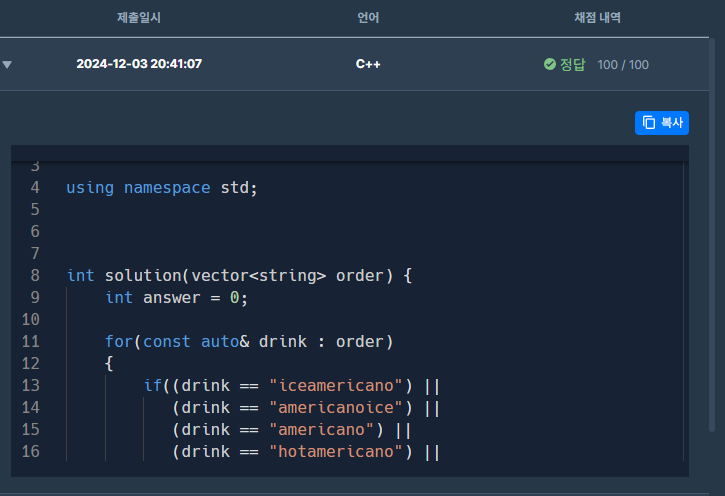 제출일시 언어 채점 내역
2024-12-03 20:41:07 C++ 정답 100 / 100
복사
3
4 using namespace std;
5
6
7
8 int solution(vector<string> order) {
9 int answer = 0;
10
11 for(const auto& drink : order)
12 {
13 if((drink == "iceamericano") ||
14 (drink == "americanoice") ||
15 (drink == "americano") ||
16 (drink == "hotamericano") ||